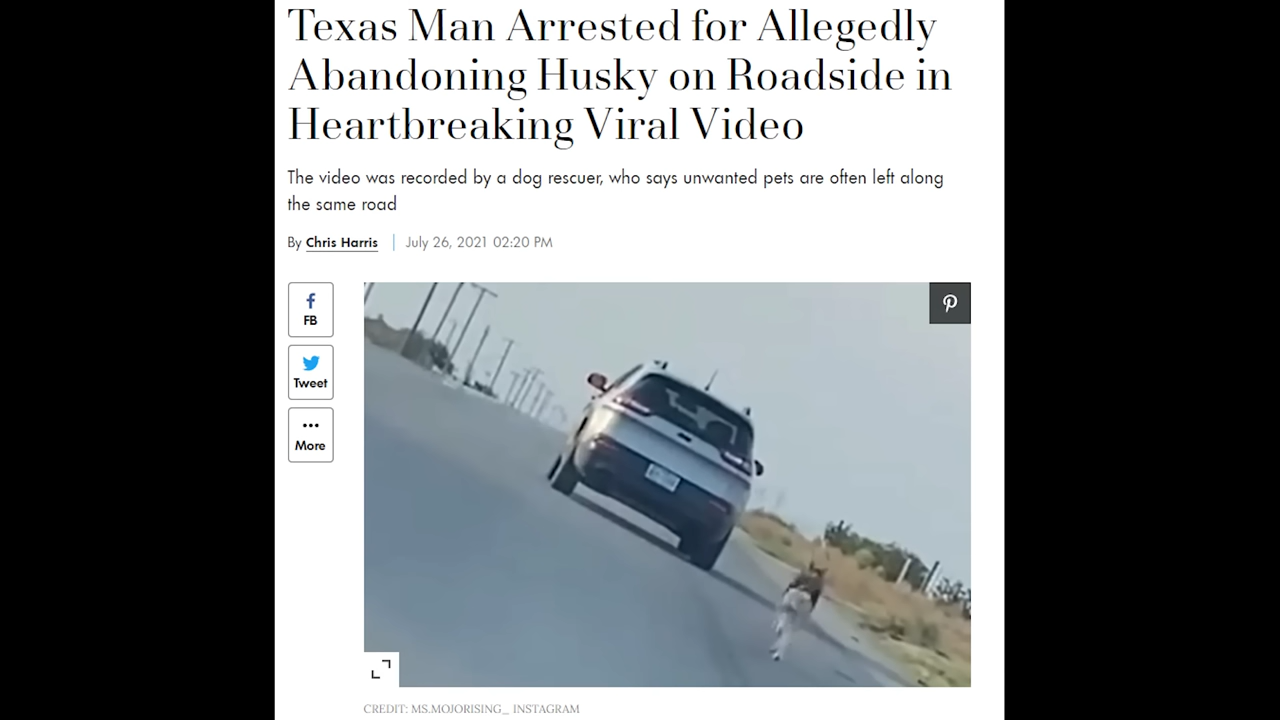 Texas Man Arrested for Allegedly
Abandoning Husky on Roadside in
Heartbreaking Viral Video
The video was recorded by a dog rescuer, who says unwanted pets are often left along
the same road
By Chris Harris | July 26, 2021 02:20 PM
FB
Tweet
More
CREDIT: MS.MOJORISING_ INSTAGRAM